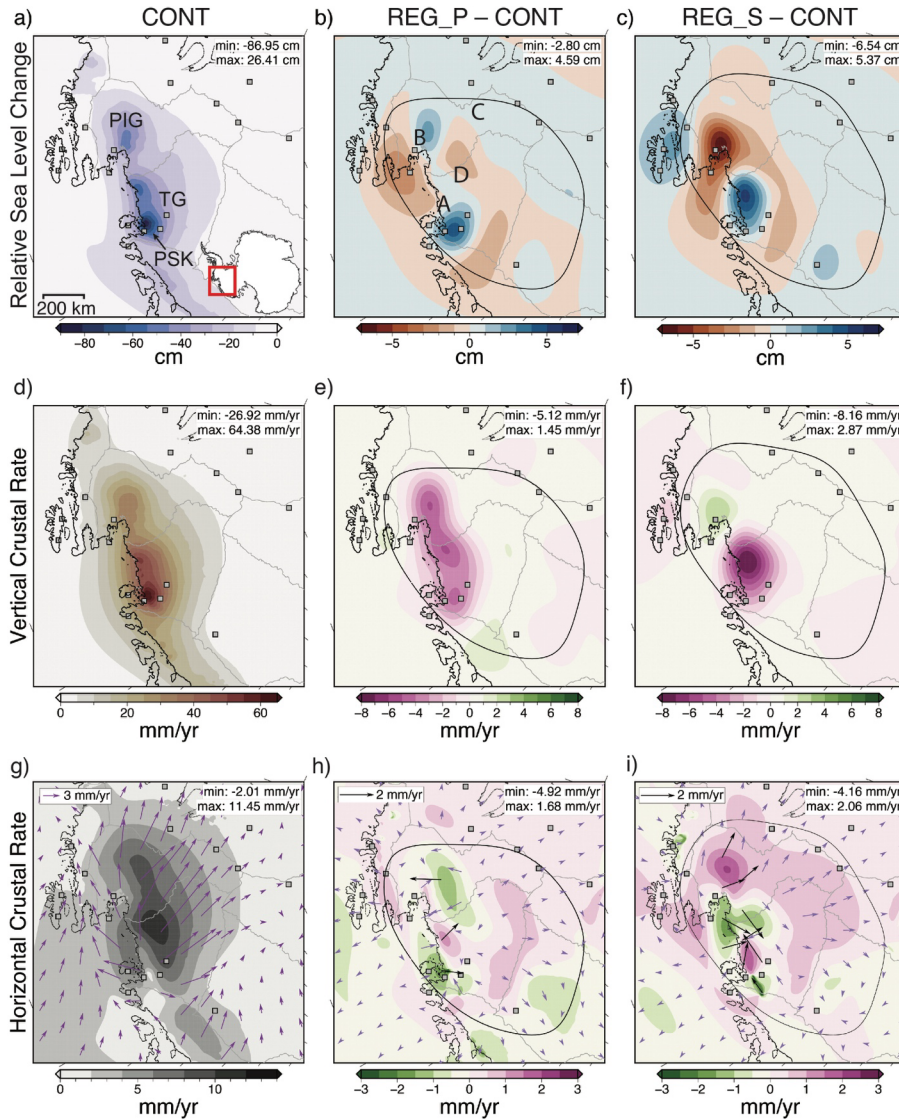 CONT
REG_P – CONT
REG_S – CONT
a)
b)
c)
Relative Sea Level Change
min: -86.95 cm
max: 26.41 cm
min: -2.80 cm
max: 4.59 cm
min: -6.54 cm
max: 5.37 cm
PIG
TG
PSK
200 km
C
B
D
A
−80 −60 −40 −20 0
cm
−5 0 5
cm
−5 0 5
cm
d)
e)
f)
Vertical Crustal Rate
min: -26.92 mm/yr
max: 64.38 mm/yr
min: -5.12 mm/yr
max: 1.45 mm/yr
min: -8.16 mm/yr
max: 2.87 mm/yr
0 20 40 60
mm/yr
−8 −6 −4 −2 0 2 4 6 8
mm/yr
−8 −6 −4 −2 0 2 4 6 8
mm/yr
g)
h)
i)
Horizontal Crustal Rate
3 mm/yr
min: -2.01 mm/yr
max: 11.45 mm/yr
2 mm/yr
min: -4.92 mm/yr
max: 1.68 mm/yr
2 mm/yr
min: -4.16 mm/yr
max: 2.06 mm/yr
0 5 10
mm/yr
−3 −2 −1 0 1 2 3
mm/yr
−3 −2 −1 0 1 2 3
mm/yr